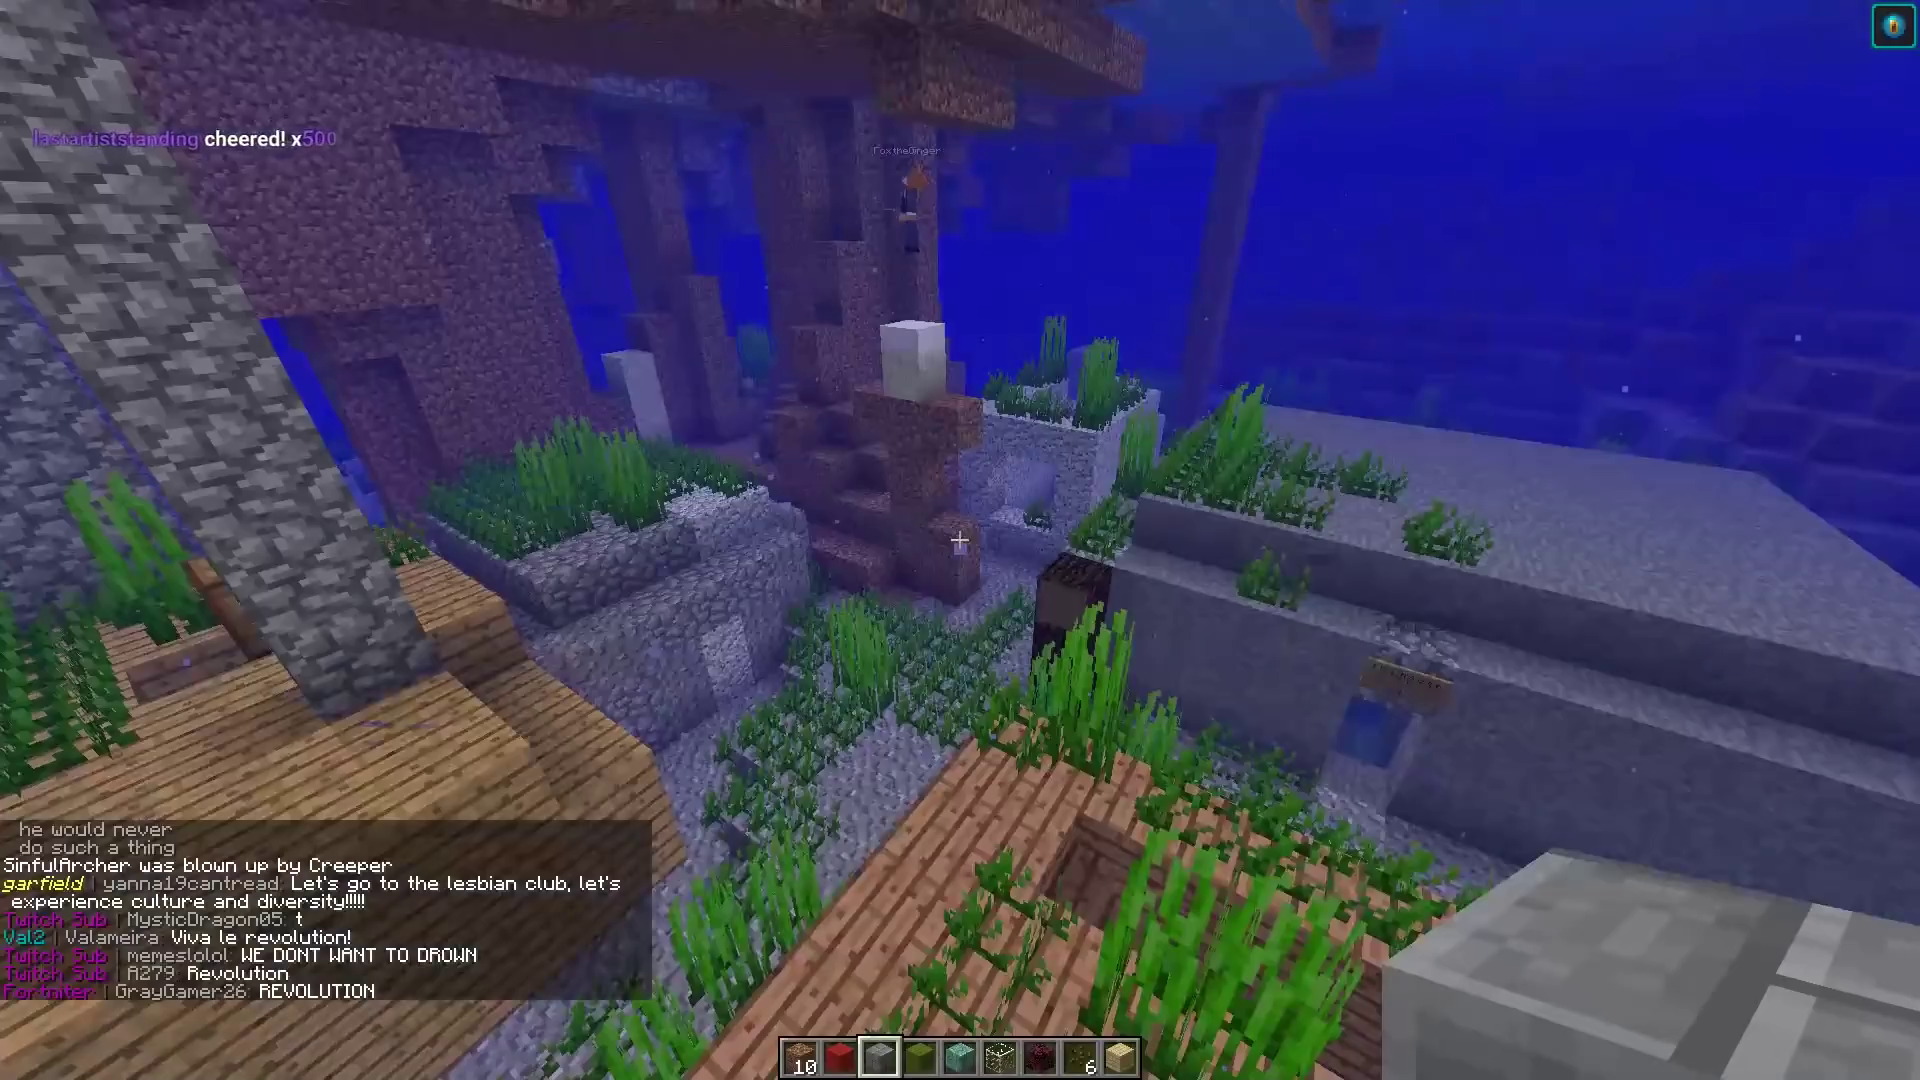 lastartiststanding cheered! x500
FoxtheGinger
he would never
do such a thing
SinfulArcher was blown up by Creeper
garfield | yanna19cantread: Let's go to the lesbian club, let's
experience culture and diversity!!!!!
Twitch Sub | MysticDragon05: t
Val2 | Valameira: Viva le revolution!
Twitch Sub | memeslolol: WE DONT WANT TO DROWN
Twitch Sub | A279: Revolution
Fortniter | GrayGamer26: REVOLUTION
10
6